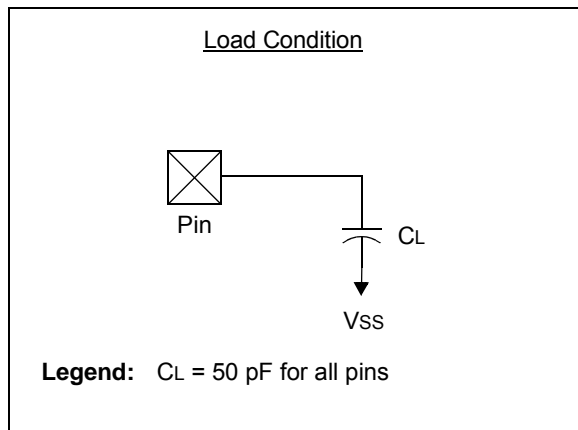 Load Condition
Pin
CL
VSS
Legend: CL = 50 pF for all pins